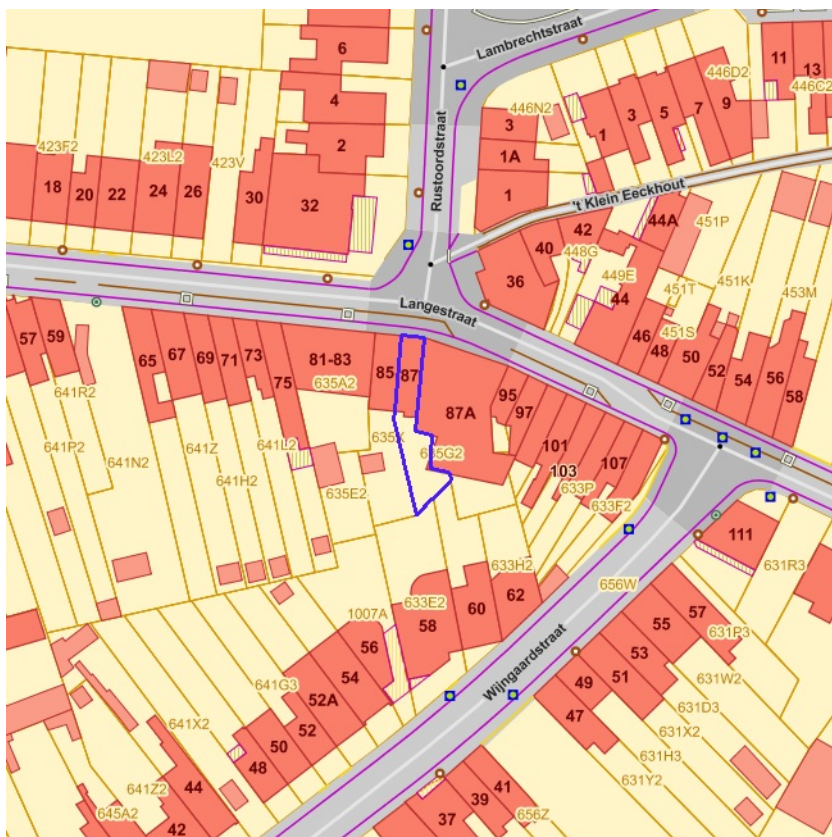 Lambrechtstraat
6
11
13
446D2
446C2
4
446N2
3
1
3
5
7
9
423F2
423L2
423V
2
Rustoordstraat
1A
18
20
22
24
26
30
32
1
't Klein Eeckhout
44A
451P
42
40
448G
449E
36
44
451T
451K
453M
Langestraat
46
451S
48
50
52
54
56
58
57
59
65
67
69
71
73
75
81-83
85
87
635A2
87A
95
97
641R2
641P2
641N2
641Z
641H2
641L2
635X
635G2
635E2
101
103
107
633P
633F2
111
631R3
633H2
656W
1007A
633E2
58
60
62
56
54
52A
52
50
48
641G3
641X2
641Z2
645A2
44
42
Wijngaardstraat
57
55
53
51
49
47
631P3
631W2
631D3
631X2
631H3
631Y2
41
39
37
656Z